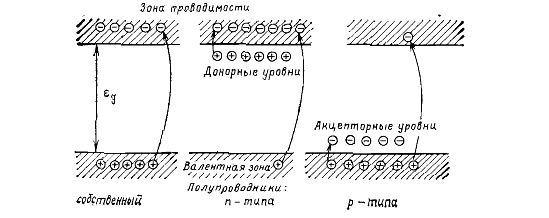 Зона проводимости
Донорные уровни
εg
Акцепторные уровни
Валентная зона
Полупроводники:
собственный
n-типа
p-типа